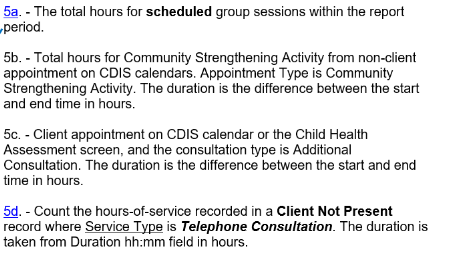 5a. - The total hours for scheduled group sessions within the report
period.
5b. - Total hours for Community Strengthening Activity from non-client
appointment on CDIS calendars. Appointment Type is Community
Strengthening Activity. The duration is the difference between the start
and end time in hours.
5c. - Client appointment on CDIS calendar or the Child Health
Assessment screen, and the consultation type is Additional
Consultation. The duration is the difference between the start and end
time in hours.
5d. - Count the hours-of-service recorded in a Client Not Present
record where Service Type is Telephone Consultation. The duration is
taken from Duration hh:mm field in hours.